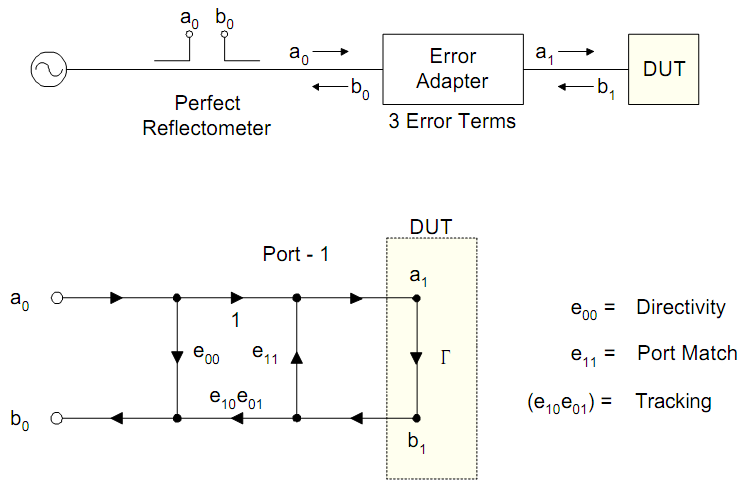 a0 b0
a0
b0
Error
Adapter
a1
b1
DUT
Perfect
Reflectometer
3 Error Terms
DUT
Port - 1
a1
a0
1
e00
e11
Γ
e10e01
b0
b1
e00 = Directivity
e11 = Port Match
(e10e01) = Tracking